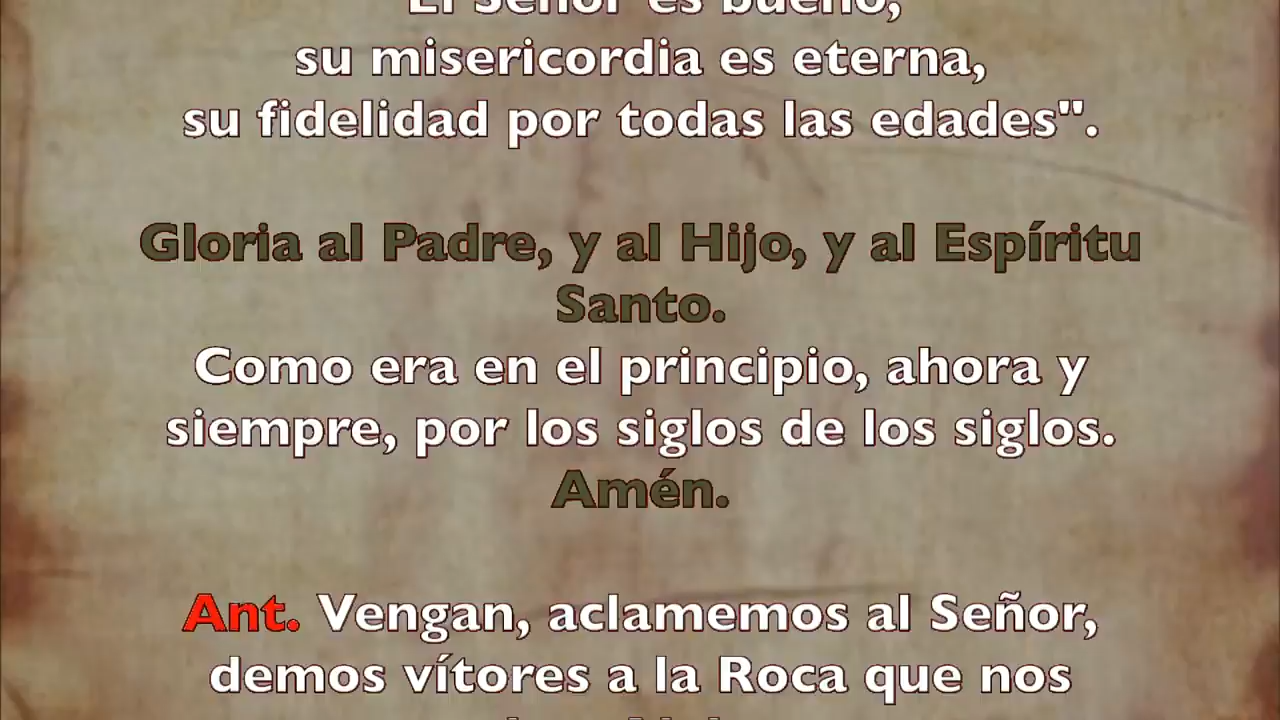 El Señor es bueno,
su misericordia es eterna,
su fidelidad por todas las edades".
Gloria al Padre, y al Hijo, y al Espíritu
Santo.
Como era en el principio, ahora y
siempre, por los siglos de los siglos.
Amén.
Ant. Vengan, aclamemos al Señor,
demos vítores a la Roca que nos